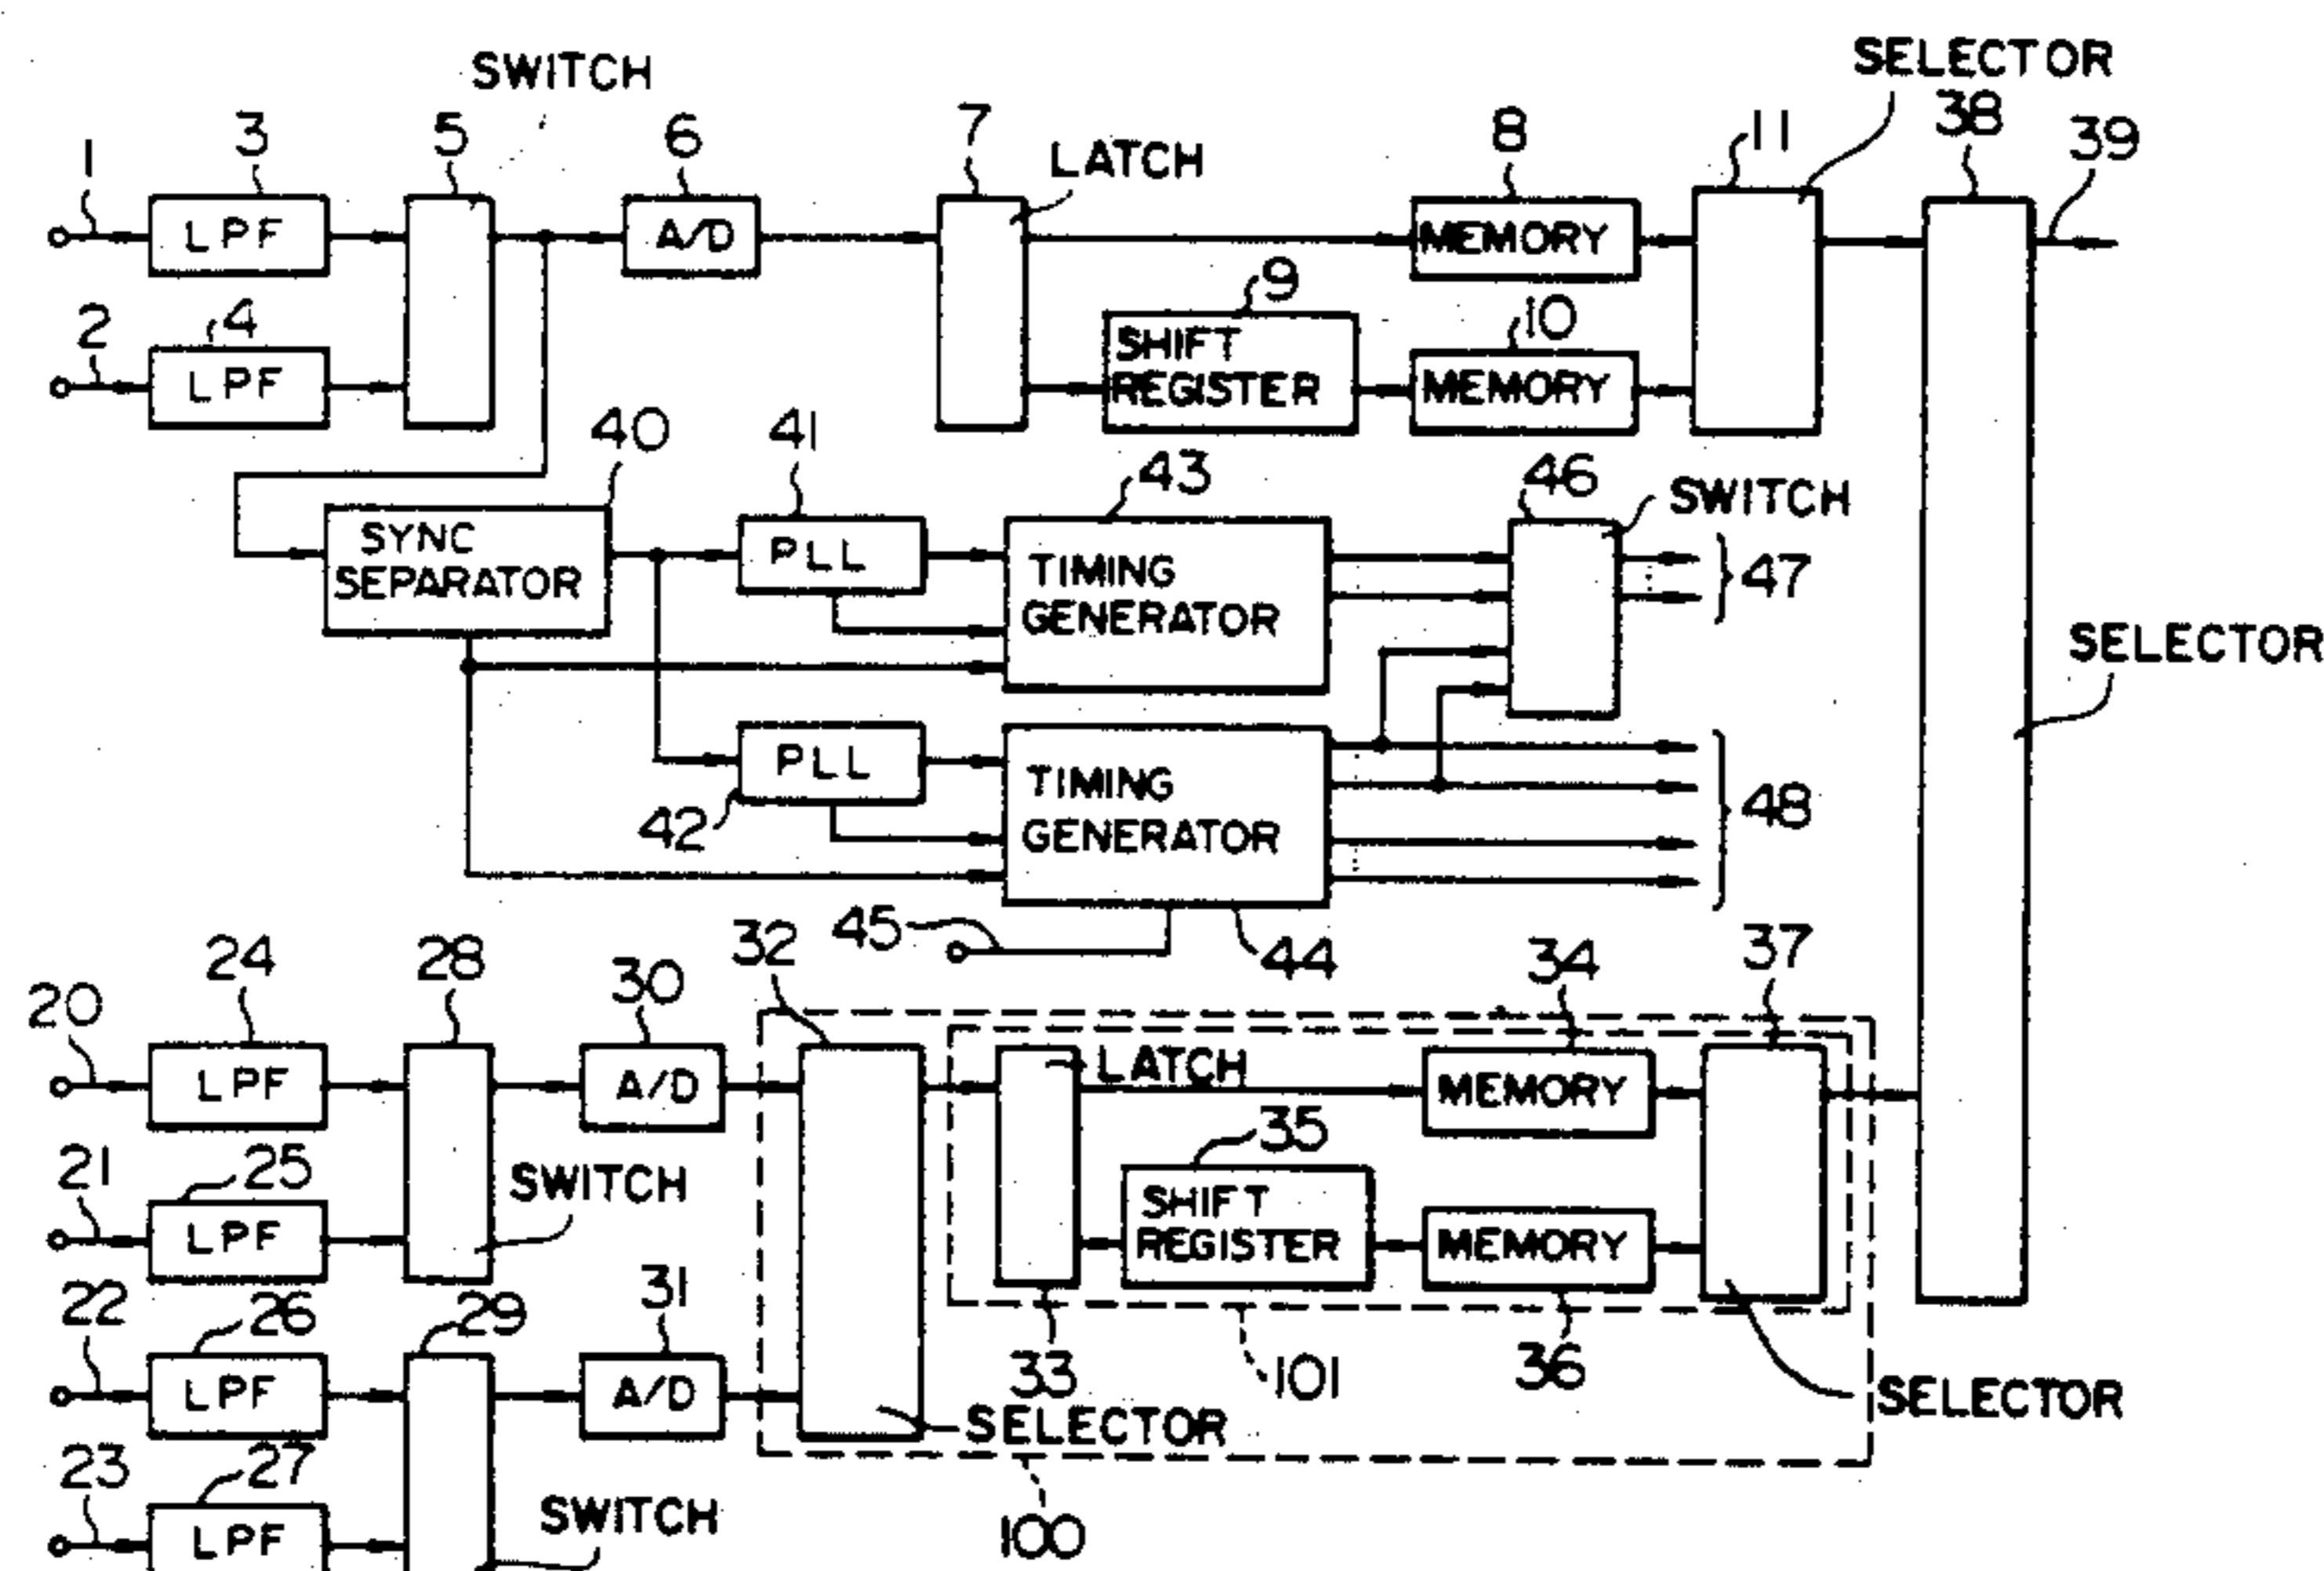 SWITCH
SELECTOR
1
3
5
6
7
LATCH
8
11
38
39
LPF
A/D
MEMORY
2
4
9
10
LPF
SHIFT
REGISTER
MEMORY
40
41
43
46
SWITCH
SYNC
SEPARATOR
PLL
TIMING
GENERATOR
47
SELECTOR
42
PLL
TIMING
GENERATOR
48
45
44
20
24
28
30
32
34
37
LPF
A/D
LATCH
MEMORY
21
25
SWITCH
35
LPF
SHIFT
REGISTER
MEMORY
22
26
29
31
33
101
36
LPF
A/D
SELECTOR
SELECTOR
23
27
LPF
SWITCH
100